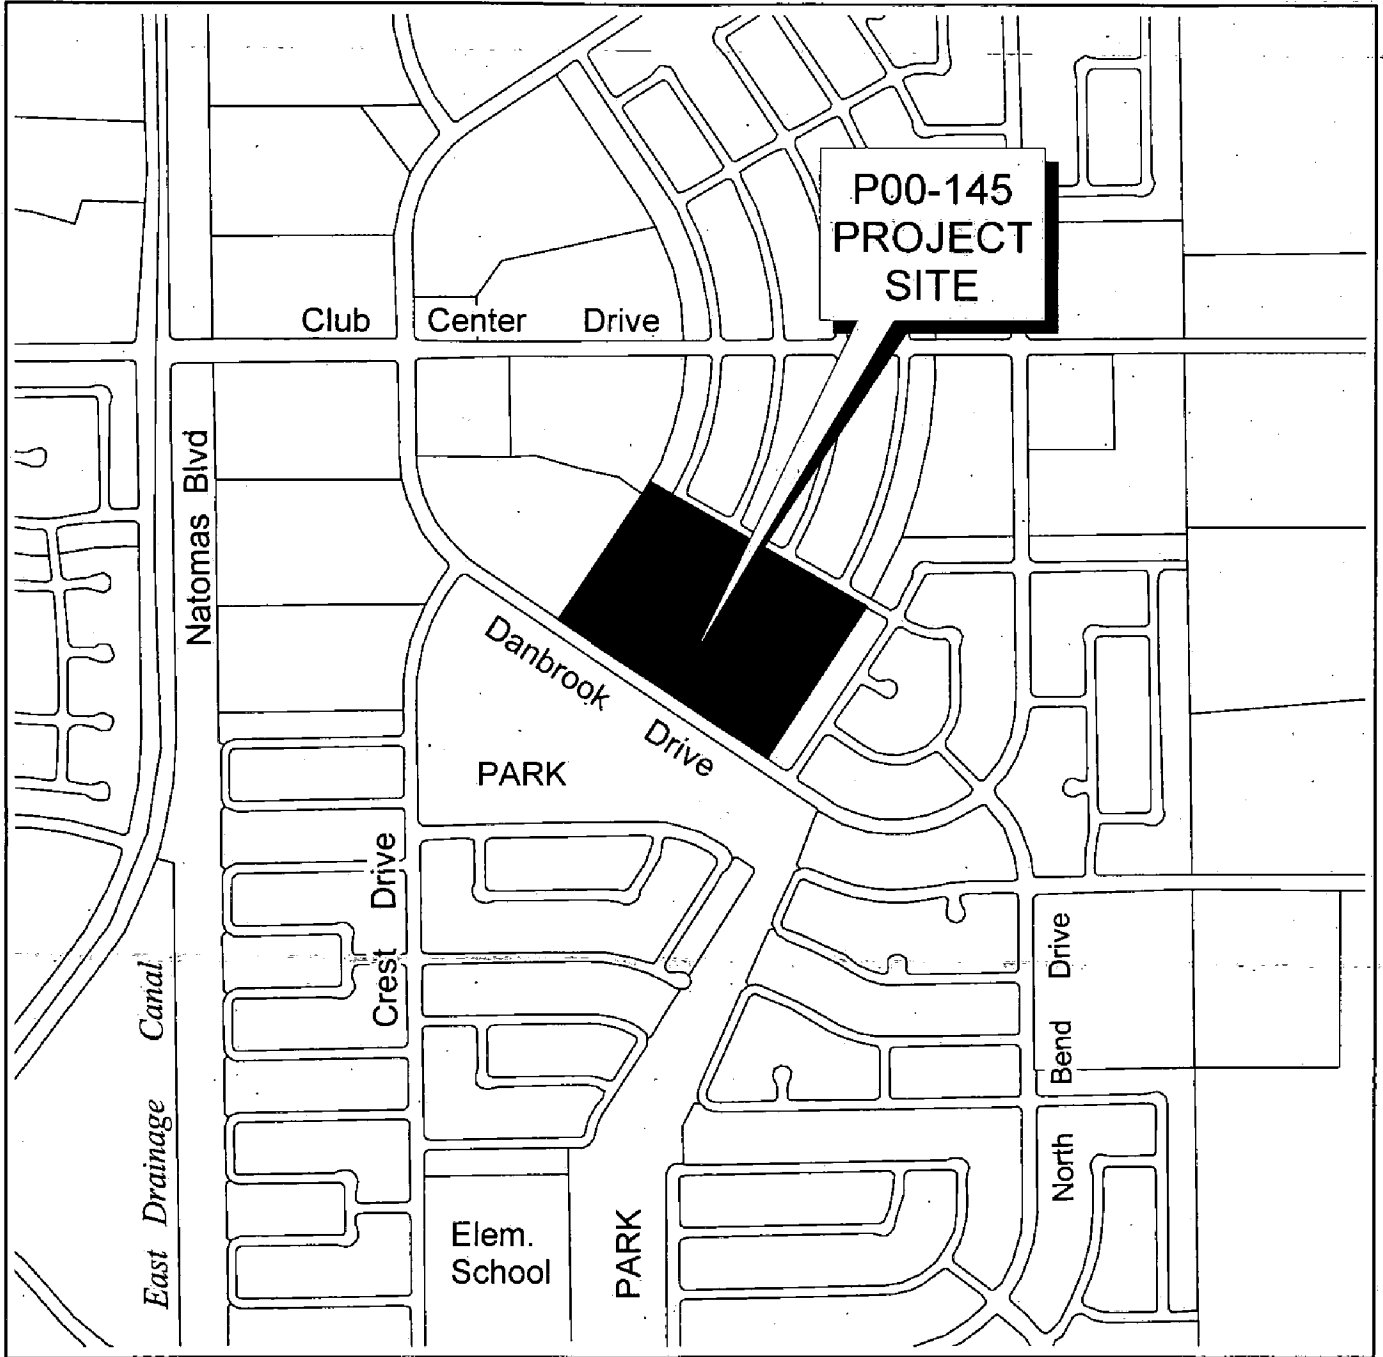 P00-145
PROJECT
SITE
Club Center Drive
Natomas Blvd
Danbrook Drive
PARK
Crest Drive
North Bend Drive
East Drainage Canal
Elem.
School
PARK